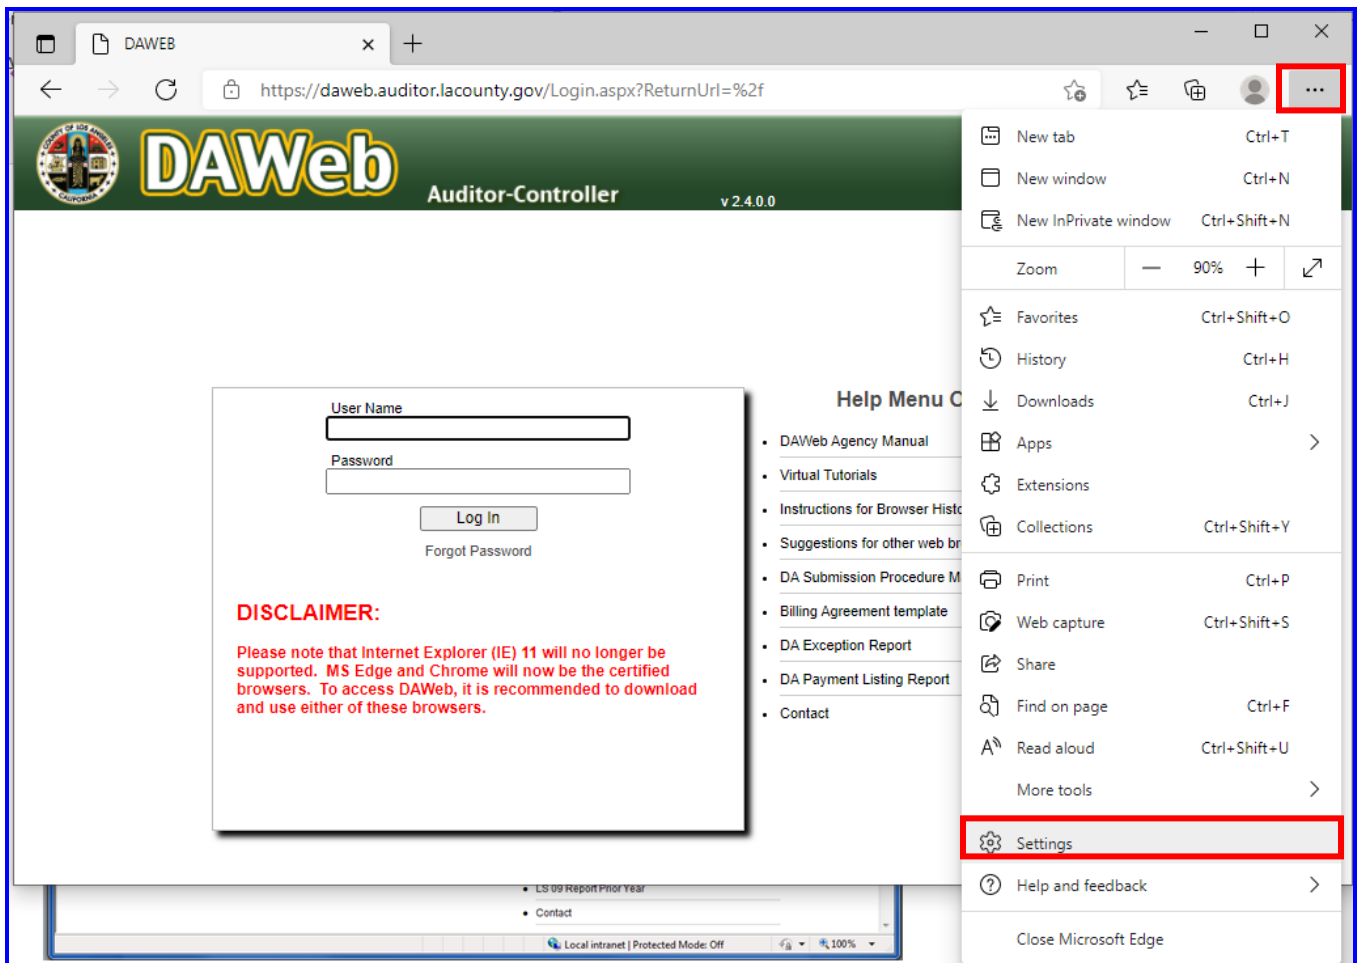 DAWEB
https://daweb.auditor.lacounty.gov/Login.aspx?ReturnUrl=%2f
COUNTY OF LOS ANGELES
CALIFORNIA
DAWeb
Auditor-Controller
v 2.4.0.0
User Name
Password
Log In
Forgot Password
DISCLAIMER:
Please note that Internet Explorer (IE) 11 will no longer be
supported. MS Edge and Chrome will now be the certified
browsers. To access DAWeb, it is recommended to download
and use either of these browsers.
Help Menu
DAWeb Agency Manual
Virtual Tutorials
Instructions for Browser
Suggestions for other web
DA Submission Procedure
Billing Agreement template
DA Exception Report
DA Payment Listing Report
Contact
New tab Ctrl+T
New window Ctrl+N
New InPrivate window Ctrl+Shift+N
Zoom 90%
Favorites Ctrl+Shift+O
History Ctrl+H
Downloads Ctrl+J
Apps
Extensions
Collections Ctrl+Shift+Y
Print Ctrl+P
Web capture Ctrl+Shift+S
Share
Find on page Ctrl+F
Read aloud Ctrl+Shift+U
More tools
Settings
Help and feedback
Close Microsoft Edge
LS 09 Report Prior Year
Contact
Local intranet | Protected Mode: Off 100%